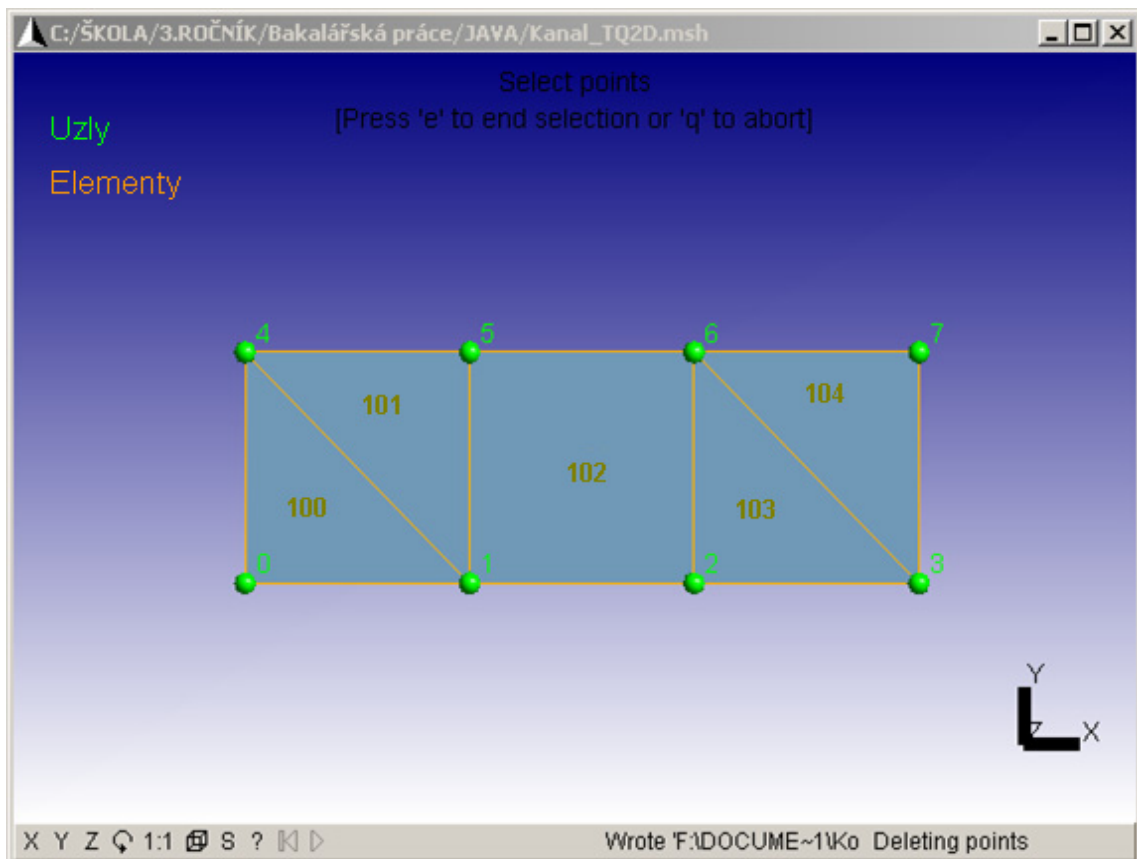 C:/ŠKOLA/3.ROČNÍK/Bakalářská práce/JAVA/Kanal_TQ2D.msh
Select points
[Press 'e' to end selection or 'q' to abort]
Uzly
Elementy
4 5 6 7
101 104
102
100 103
0 1 2 3
Y
Z X
X Y Z 1:1 S ? Wrote 'F:\DOCUME~1\Ko Deleting points